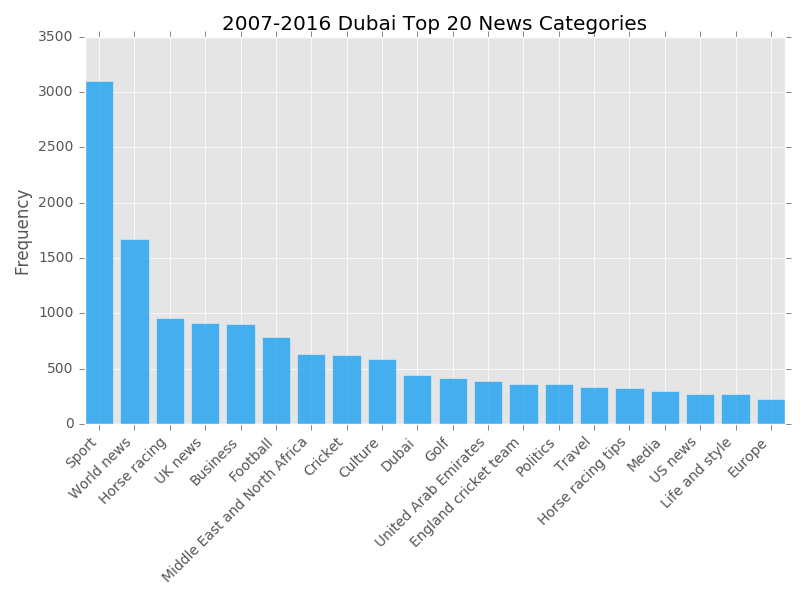 2007-2016 Dubai Top 20 News Categories
3500
3000
2500
2000
1500
1000
500
0
Frequency
Sport
World news
Horse racing
UK news
Business
Football
Middle East and North Africa
Cricket
Culture
Dubai
Golf
United Arab Emirates
England cricket team
Politics
Travel
Horse racing tips
Media
US news
Life and style
Europe